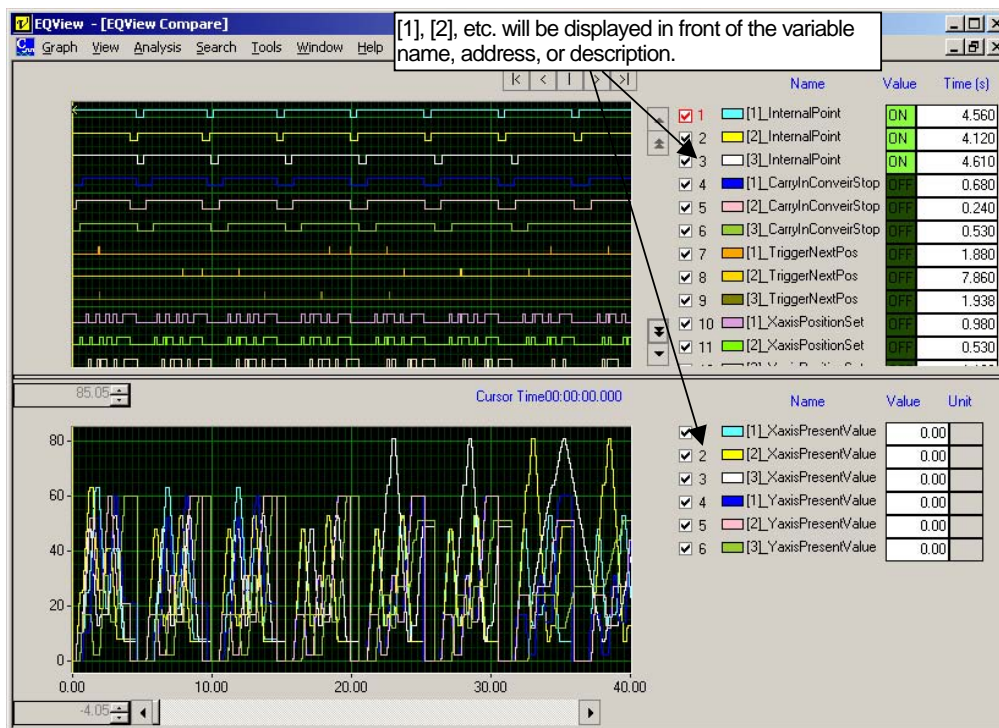 EQView - [EQView Compare]
Graph View Analysis Search Tools Window Help
[1], [2], etc. will be displayed in front of the variable
name, address, or description.
Name Value Time (s)
1 [1]_InternalPoint ON 4.560
2 [2]_InternalPoint ON 4.120
3 [3]_InternalPoint ON 4.610
4 [1]_CarryInConveirStop OFF 0.680
5 [2]_CarryInConveirStop OFF 0.240
6 [3]_CarryInConveirStop OFF 0.530
7 [1]_TriggerNextPos OFF 1.880
8 [2]_TriggerNextPos OFF 7.860
9 [3]_TriggerNextPos OFF 1.938
10 [1]_XaxisPositionSet OFF 0.980
11 [2]_XaxisPositionSet OFF 0.530
85.05
Cursor Time00:00:00.000
Name Value Unit
[1]_XaxisPresentValue 0.00
2 [2]_XaxisPresentValue 0.00
3 [3]_XaxisPresentValue 0.00
4 [1]_YaxisPresentValue 0.00
5 [2]_YaxisPresentValue 0.00
6 [3]_YaxisPresentValue 0.00
80
60
40
20
0
0.00 10.00 20.00 30.00 40.00
-4.05